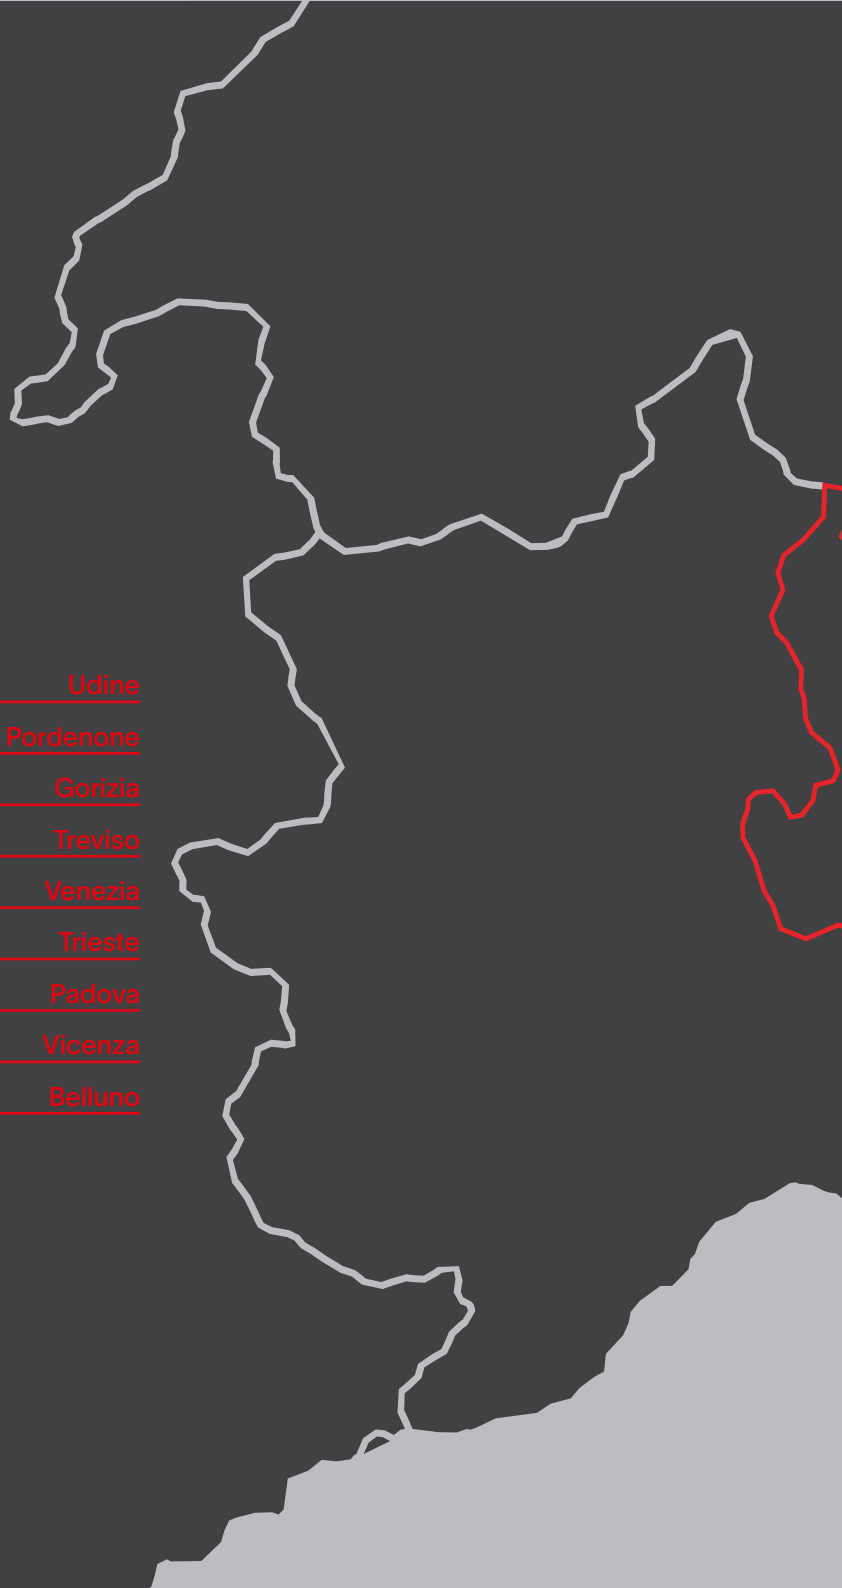 Udine
Pordenone
Gorizia
Treviso
Venezia
Trieste
Padova
Vicenza
Belluno